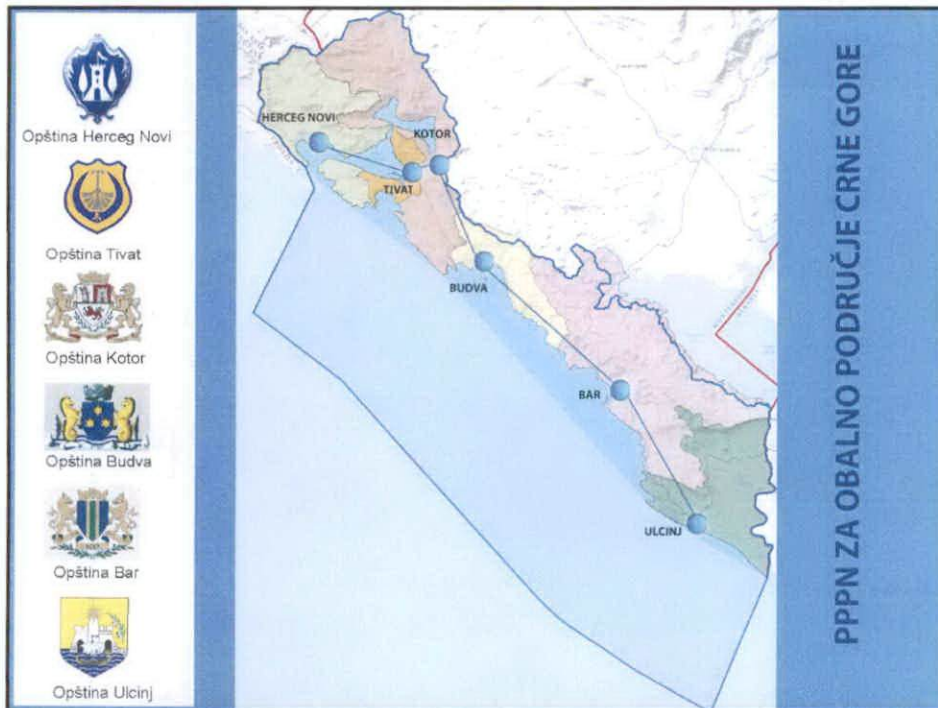 Opština Herceg Novi
Opština Tivat
Opština Kotor
Opština Budva
Opština Bar
Opština Ulcinj
HERCEG NOVI
KOTOR
TIVAT
BUDVA
BAR
ULCINJ
PPPN ZA OBALNO PODRUČJE CRNE GORE